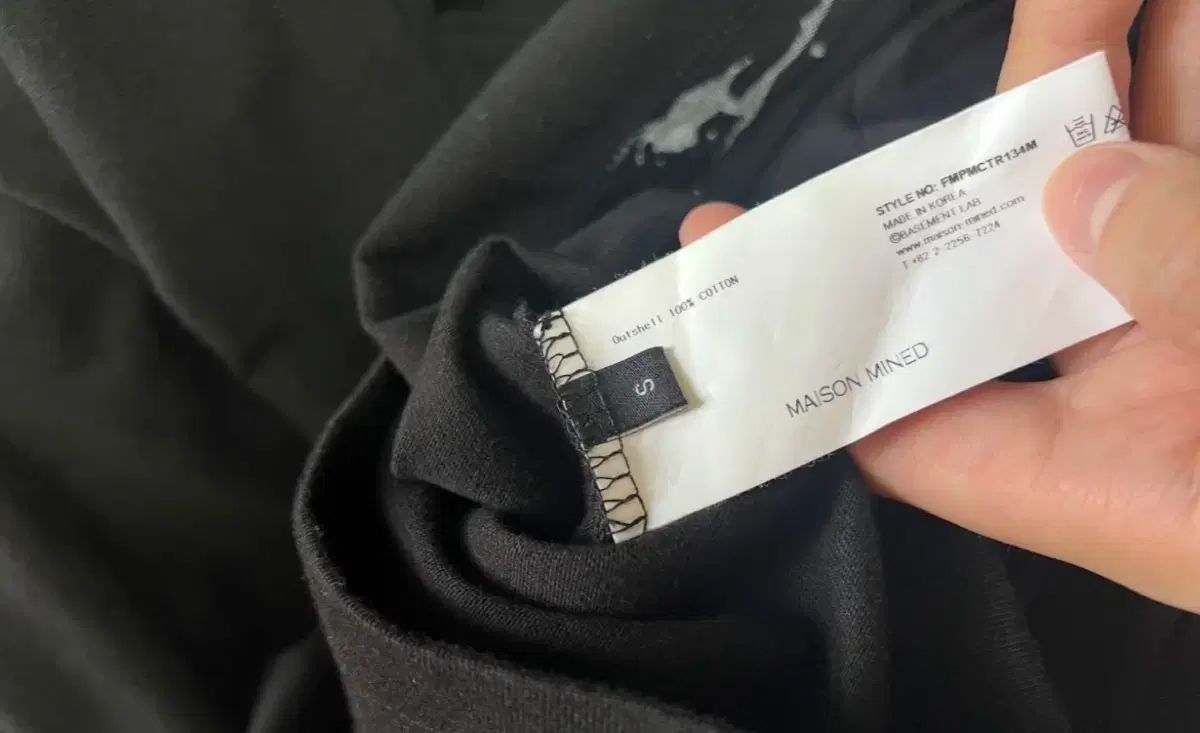 STYLE NO: FMPMCTR134M
MADE IN KOREA
©BASEMENT LAB
www.maison-mined.com
T +82 2-2256-7224
Outshell 100% COTTON
S
MAISON MINED